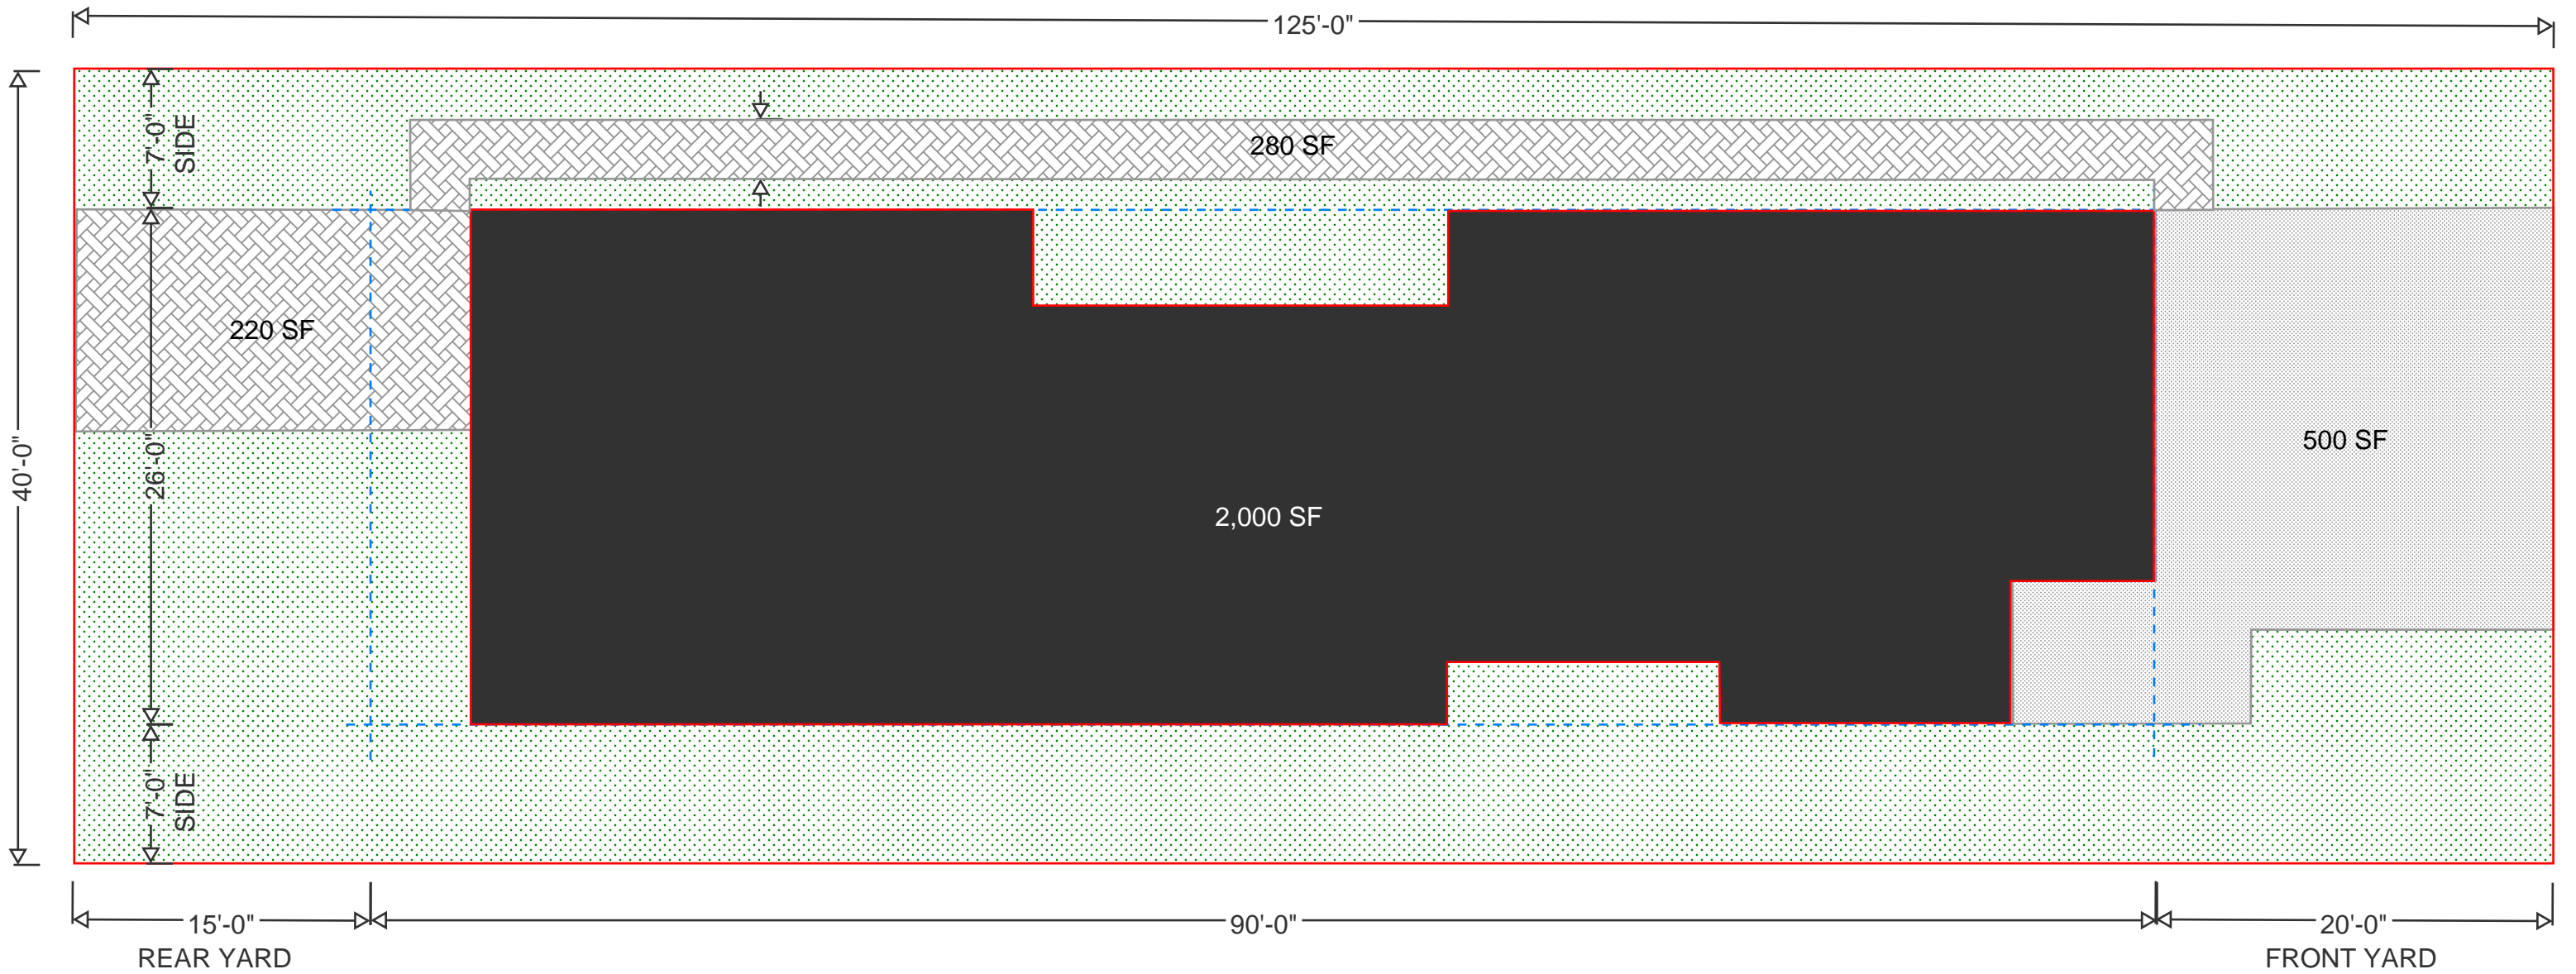 125'-0"
7'-0"
SIDE
280 SF
220 SF
40'-0"
26'-0"
500 SF
2,000 SF
7'-0"
SIDE
15'-0"
90'-0"
20'-0"
REAR YARD
FRONT YARD